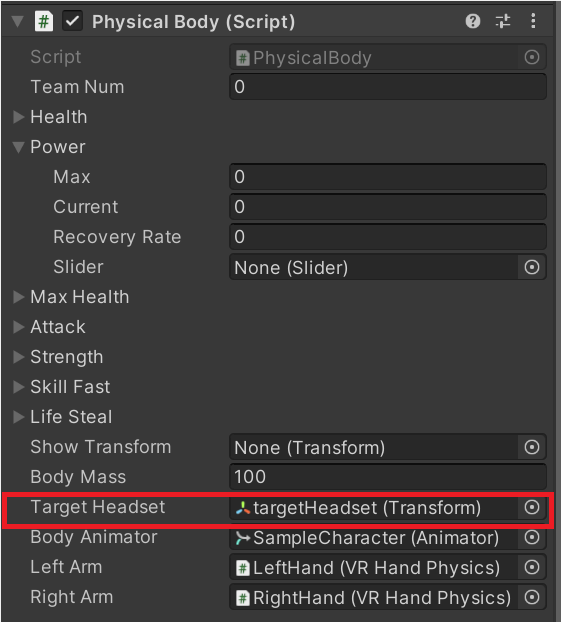 Physical Body (Script)
Script PhysicalBody
Team Num 0
Health
Power
Max 0
Current 0
Recovery Rate 0
Slider None (Slider)
Max Health
Attack
Strength
Skill Fast
Life Steal
Show Transform None (Transform)
Body Mass 100
Target Headset targetHeadset (Transform)
Body Animator SampleCharacter (Animator)
Left Arm LeftHand (VR Hand Physics)
Right Arm RightHand (VR Hand Physics)